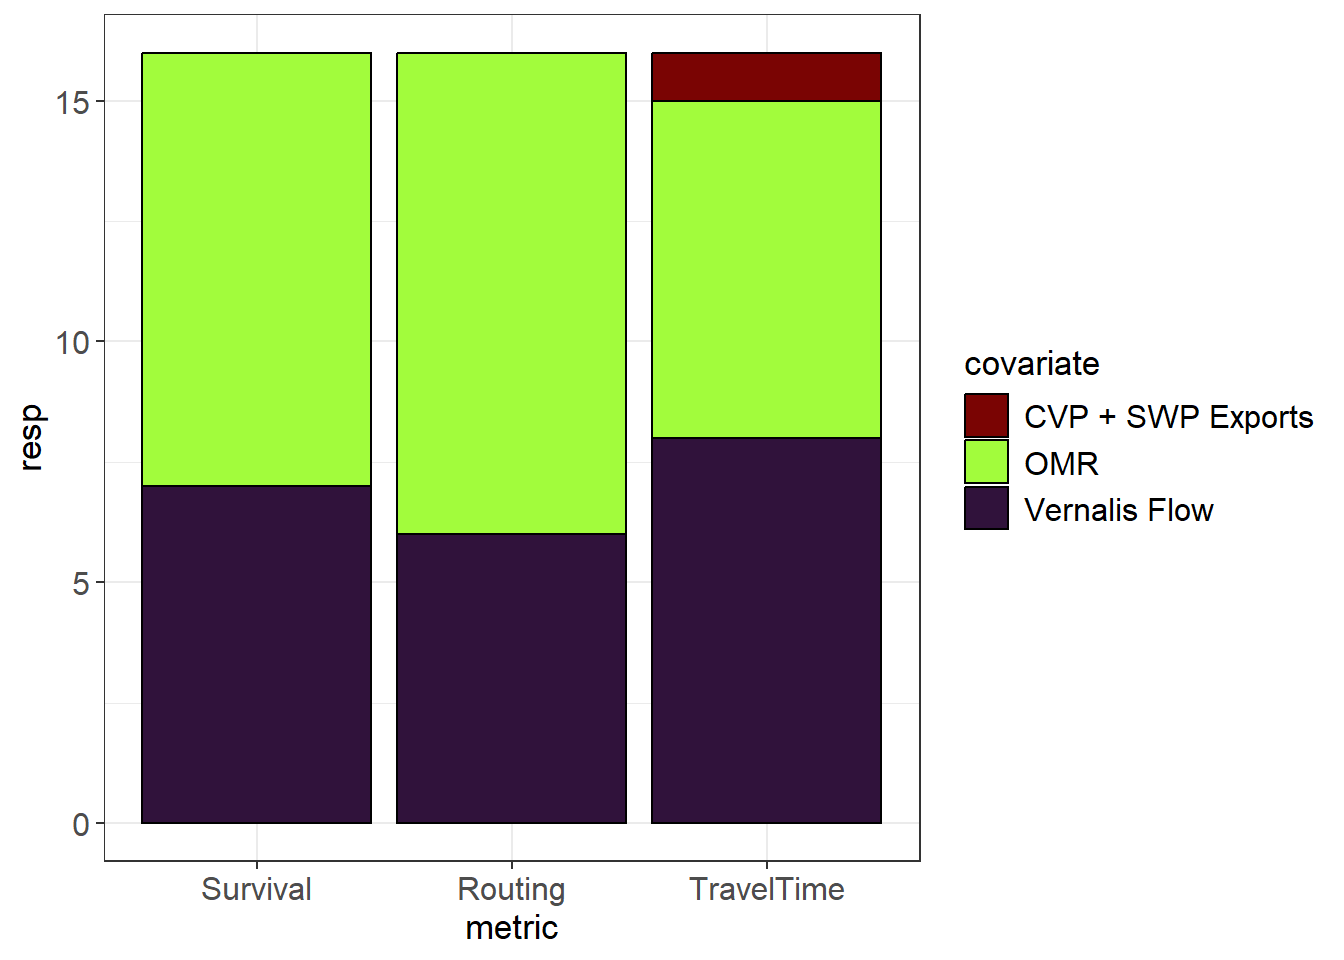 15
10
5
0
resp
Survival
Routing
TravelTime
metric
covariate
CVP + SWP Exports
OMR
Vernalis Flow